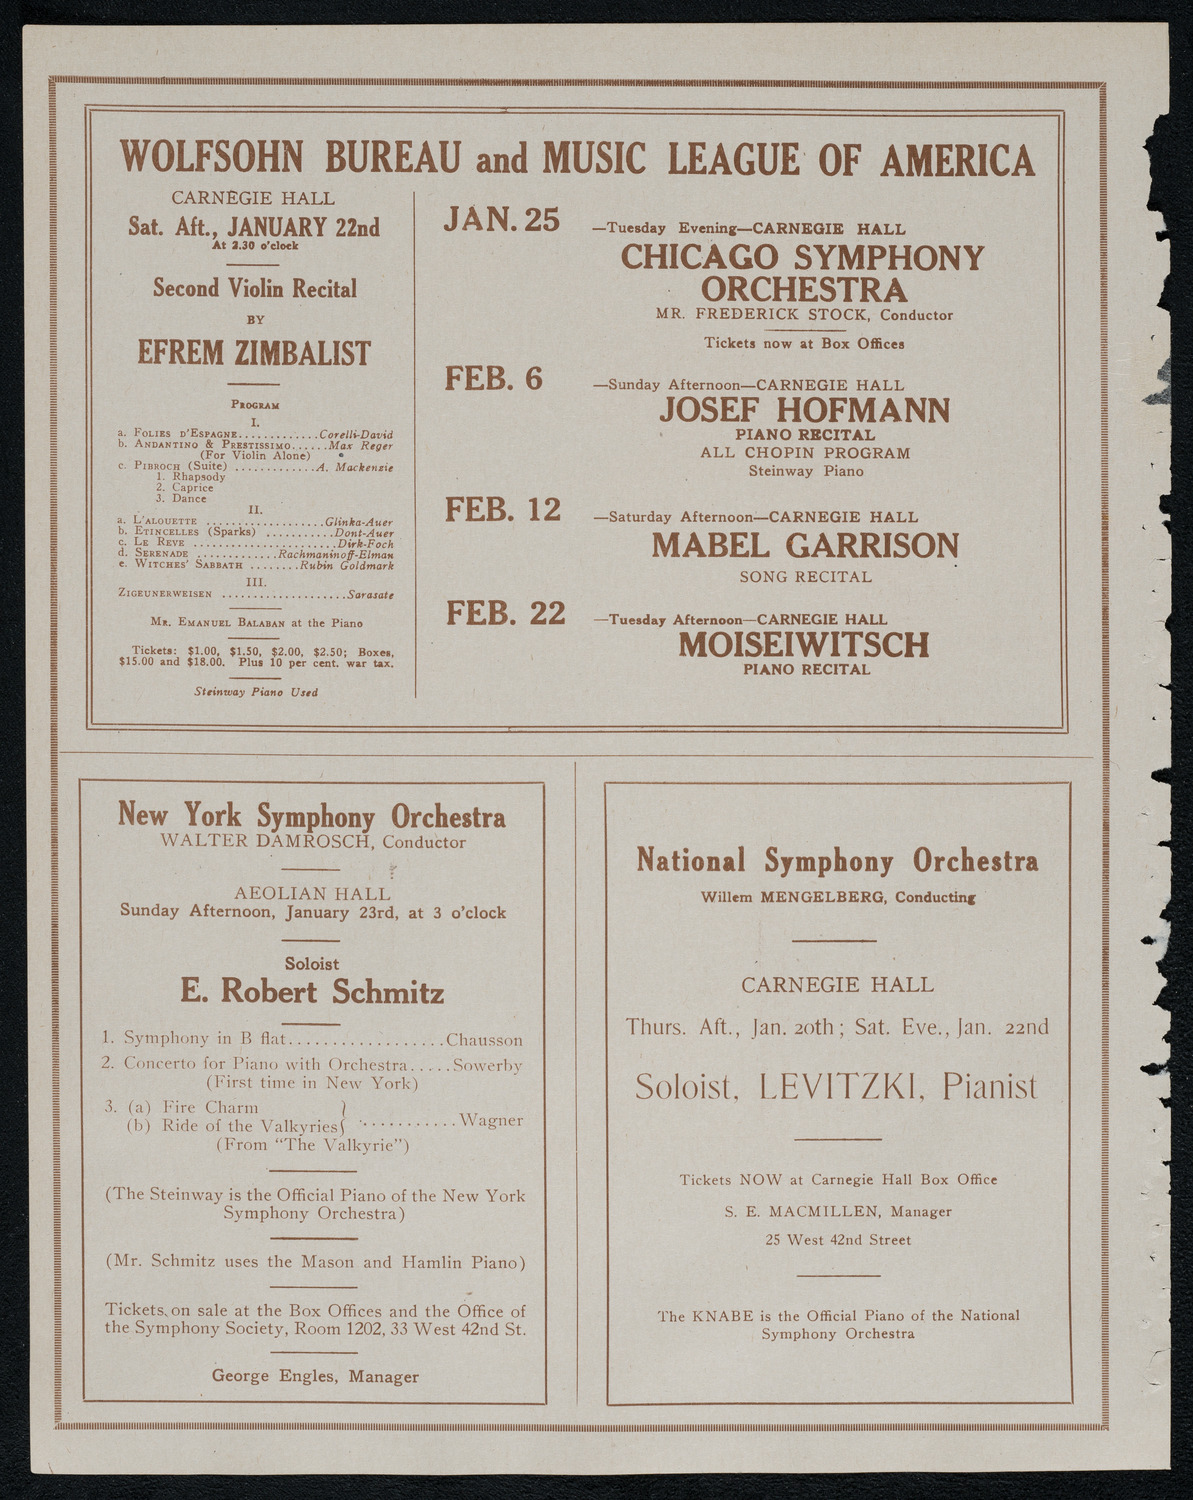 WOLFSOHN BUREAU and MUSIC LEAGUE OF AMERICA
CARNEGIE HALL
Sat. Aft., JANUARY 22nd
At 2.30 o'clock
Second Violin Recital
BY
EFREM ZIMBALIST
PROGRAM
I.
a. FOLIES D'ESPAGNE.............Corelli-David
b. ANDANTINO & PRESTISSIMO......Max Reger
(For Violin Alone)
c. PIBROCH (Suite) .............A. Mackenzie
1. Rhapsody
2. Caprice
3. Dance
II.
a. L'ALOUETTE ..................Glinka-Auer
b. ETINCELLES (Sparks) ...........Dont-Auer
c. LE REVE ......................Dirk-Foch
d. SERENADE ............Rachmaninoff-Elman
e. WITCHES' SABBATH ........Rubin Goldmark
III.
ZIGEUNERWEISEN ...................Sarasate
MR. EMANUEL BALABAN at the Piano
Tickets: $1.00, $1.50, $2.00, $2.50; Boxes,
$15.00 and $18.00. Plus 10 per cent. war tax.
Steinway Piano Used
JAN. 25 —Tuesday Evening—CARNEGIE HALL
CHICAGO SYMPHONY
ORCHESTRA
MR. FREDERICK STOCK, Conductor
Tickets now at Box Offices
FEB. 6 —Sunday Afternoon—CARNEGIE HALL
JOSEF HOFMANN
PIANO RECITAL
ALL CHOPIN PROGRAM
Steinway Piano
FEB. 12 —Saturday Afternoon—CARNEGIE HALL
MABEL GARRISON
SONG RECITAL
FEB. 22 —Tuesday Afternoon—CARNEGIE HALL
MOISEIWITSCH
PIANO RECITAL
New York Symphony Orchestra
WALTER DAMROSCH, Conductor
AEOLIAN HALL
Sunday Afternoon, January 23rd, at 3 o'clock
Soloist
E. Robert Schmitz
1. Symphony in B flat.................Chausson
2. Concerto for Piano with Orchestra.....Sowerby
(First time in New York)
3. (a) Fire Charm
(b) Ride of the Valkyries ...........Wagner
(From "The Valkyrie")
(The Steinway is the Official Piano of the New York
Symphony Orchestra)
(Mr. Schmitz uses the Mason and Hamlin Piano)
Tickets on sale at the Box Offices and the Office of
the Symphony Society, Room 1202, 33 West 42nd St.
George Engles, Manager
National Symphony Orchestra
Willem MENGELBERG, Conducting
CARNEGIE HALL
Thurs. Aft., Jan. 20th; Sat. Eve., Jan. 22nd
Soloist, LEVITZKI, Pianist
Tickets NOW at Carnegie Hall Box Office
S. E. MACMILLEN, Manager
25 West 42nd Street
The KNABE is the Official Piano of the National
Symphony Orchestra